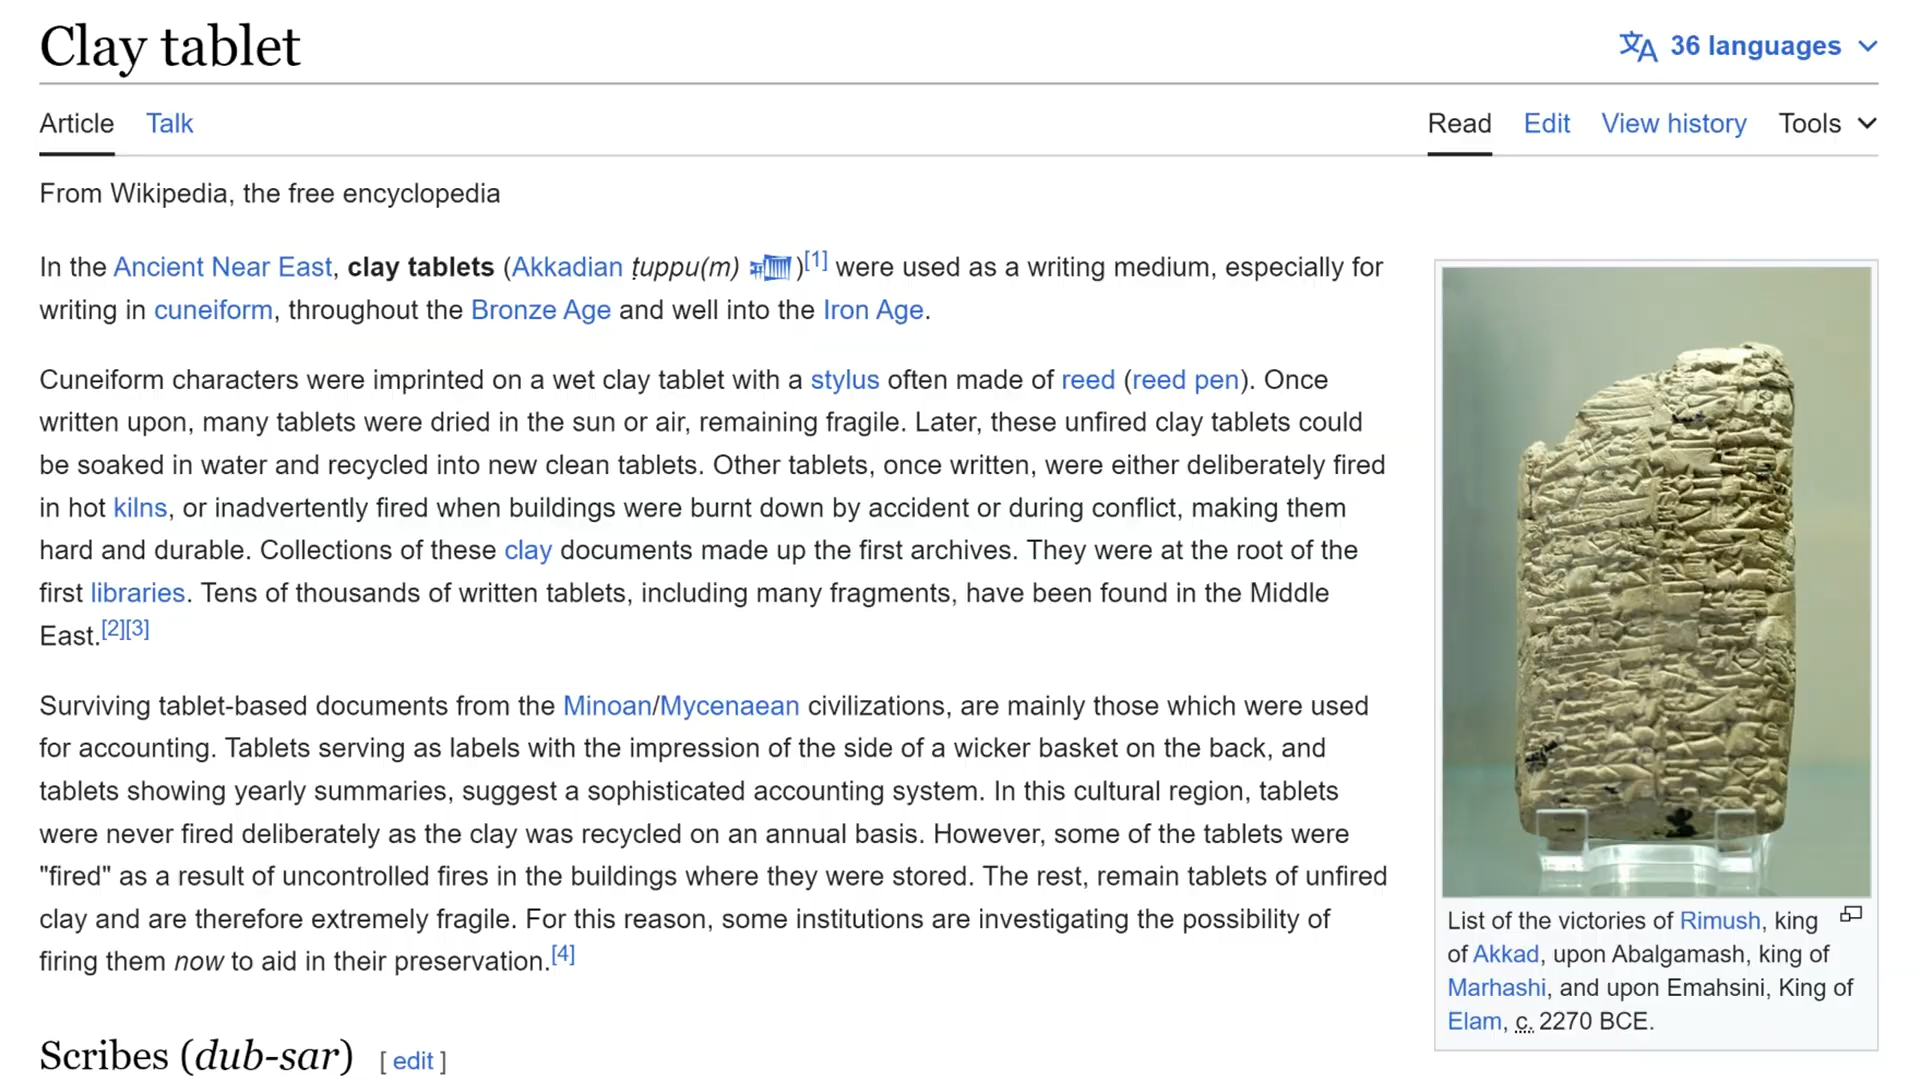 Clay tablet
36 languages
Article Talk
Read Edit View history Tools
From Wikipedia, the free encyclopedia
In the Ancient Near East, clay tablets (Akkadian ṭuppu(m) )[1] were used as a writing medium, especially for
writing in cuneiform, throughout the Bronze Age and well into the Iron Age.
Cuneiform characters were imprinted on a wet clay tablet with a stylus often made of reed (reed pen). Once
written upon, many tablets were dried in the sun or air, remaining fragile. Later, these unfired clay tablets could
be soaked in water and recycled into new clean tablets. Other tablets, once written, were either deliberately fired
in hot kilns, or inadvertently fired when buildings were burnt down by accident or during conflict, making them
hard and durable. Collections of these clay documents made up the first archives. They were at the root of the
first libraries. Tens of thousands of written tablets, including many fragments, have been found in the Middle
East.[2][3]
Surviving tablet-based documents from the Minoan/Mycenaean civilizations, are mainly those which were used
for accounting. Tablets serving as labels with the impression of the side of a wicker basket on the back, and
tablets showing yearly summaries, suggest a sophisticated accounting system. In this cultural region, tablets
were never fired deliberately as the clay was recycled on an annual basis. However, some of the tablets were
"fired" as a result of uncontrolled fires in the buildings where they were stored. The rest, remain tablets of unfired
clay and are therefore extremely fragile. For this reason, some institutions are investigating the possibility of
firing them now to aid in their preservation.[4]
Scribes (dub-sar) [ edit ]
List of the victories of Rimush, king
of Akkad, upon Abalgamash, king of
Marhashi, and upon Emahsini, King of
Elam, c. 2270 BCE.